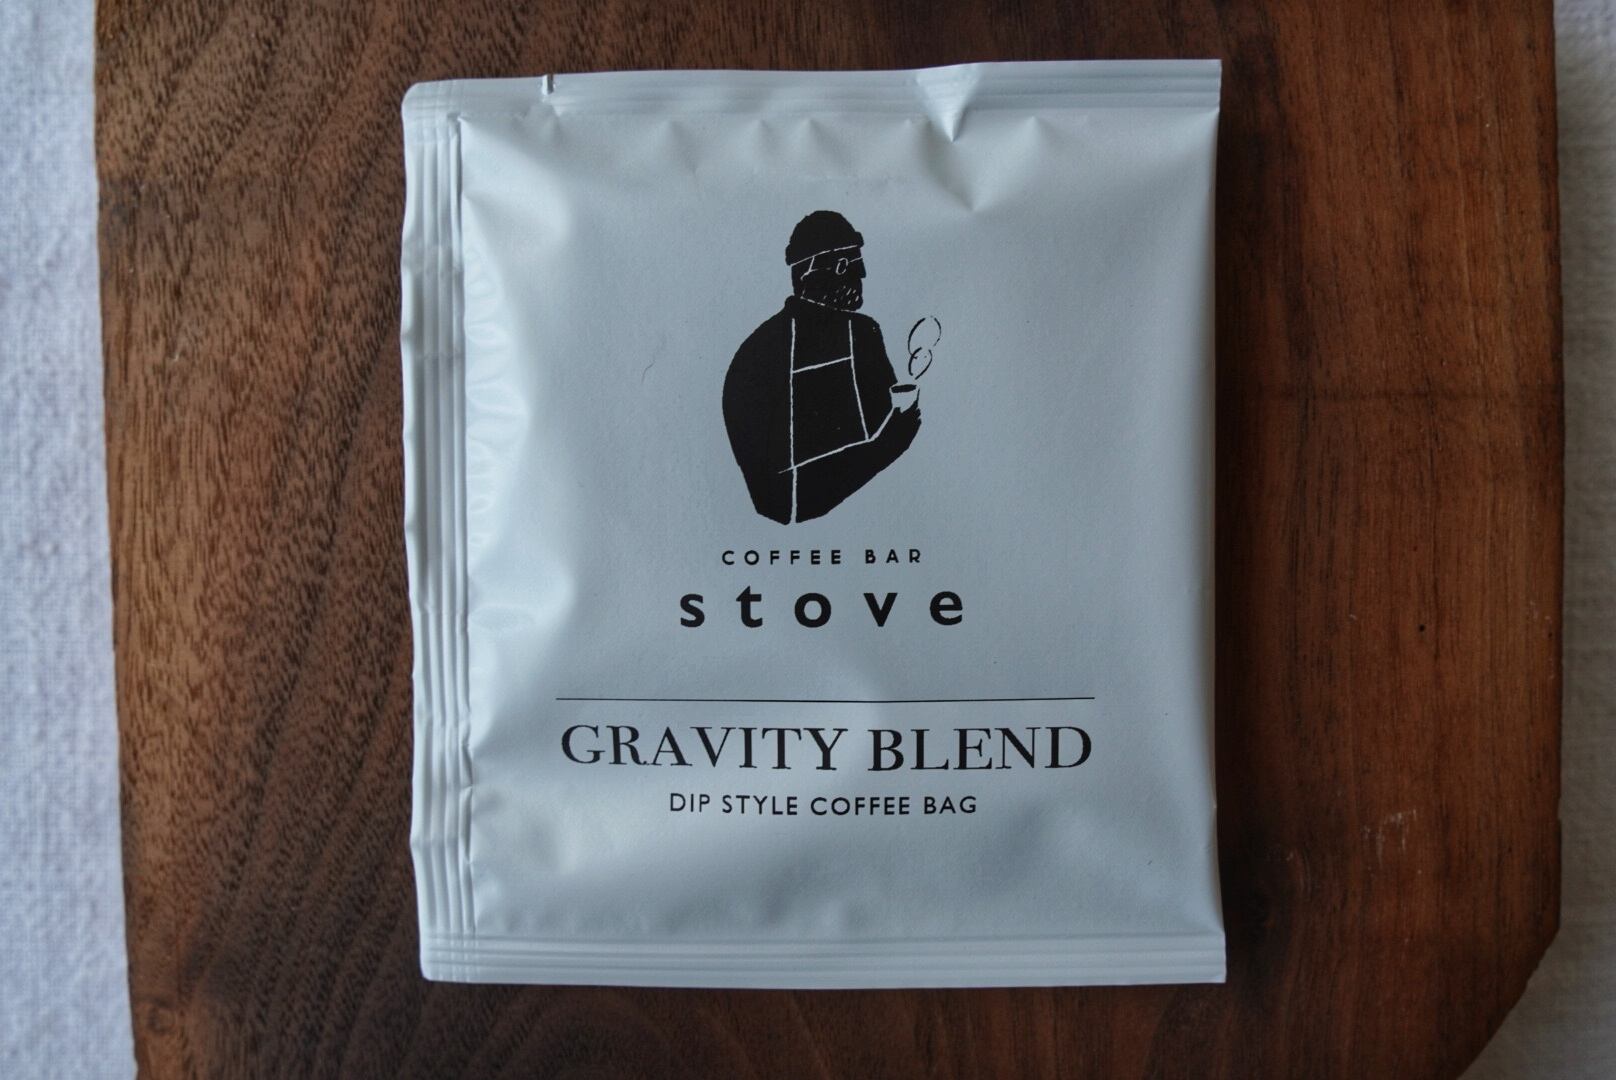 COFFEE BAR
stove
GRAVITY BLEND
DIP STYLE COFFEE BAG